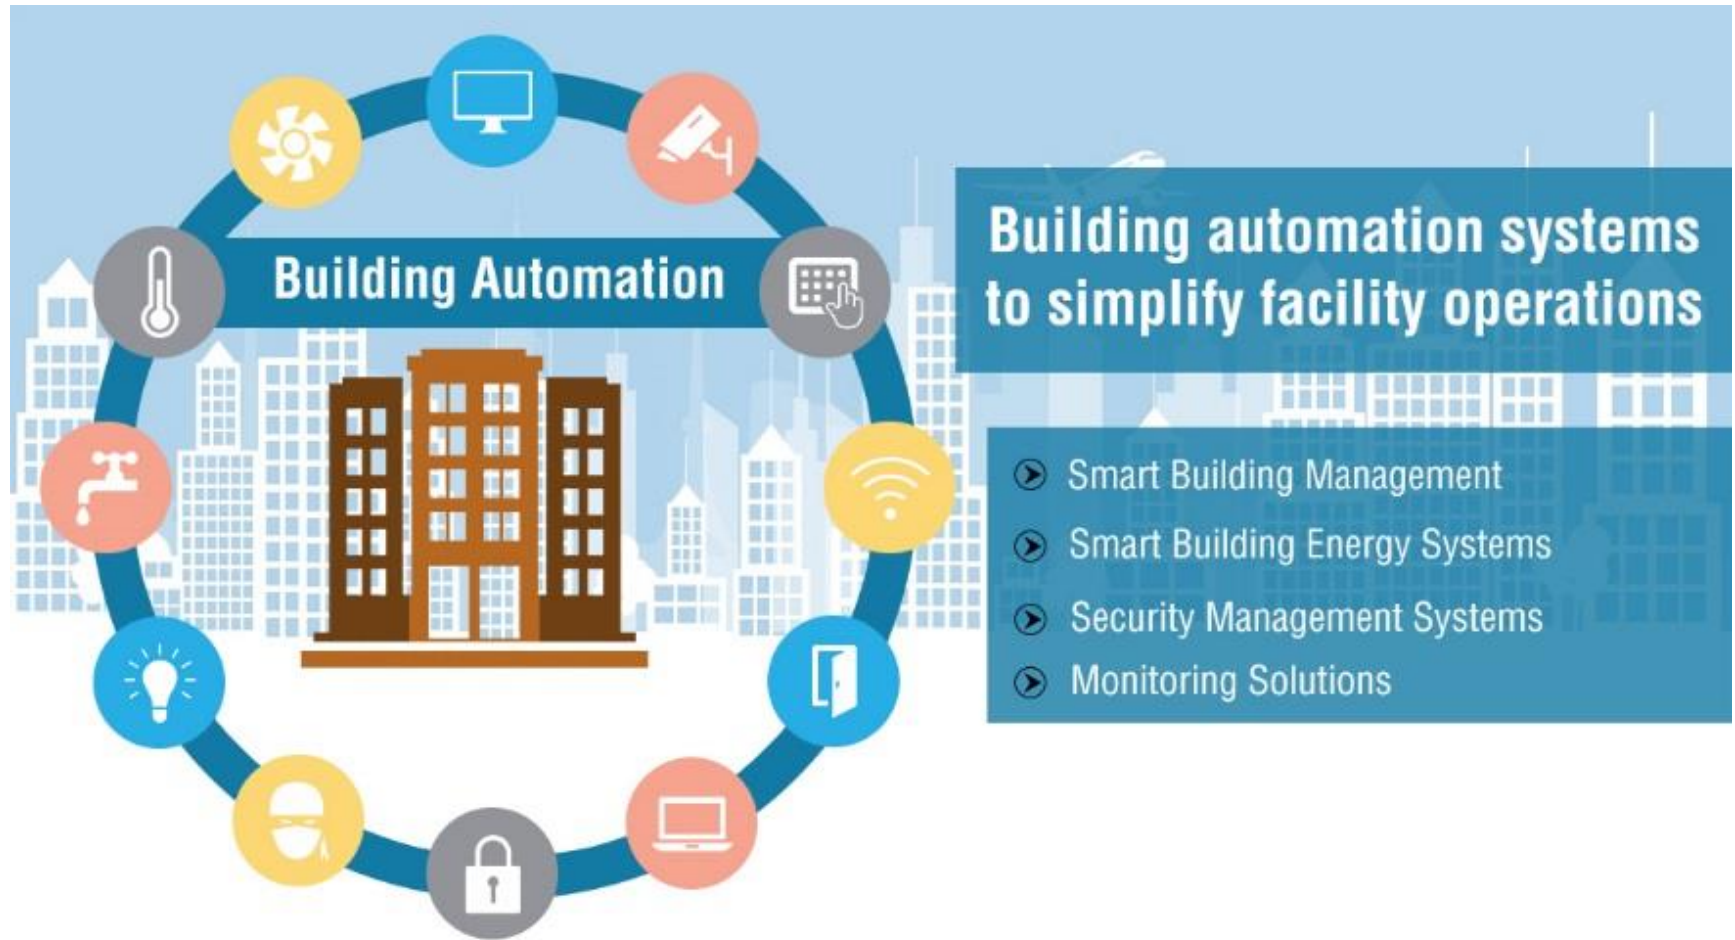 Building Automation
Building automation systems
to simplify facility operations
Smart Building Management
Smart Building Energy Systems
Security Management Systems
Monitoring Solutions